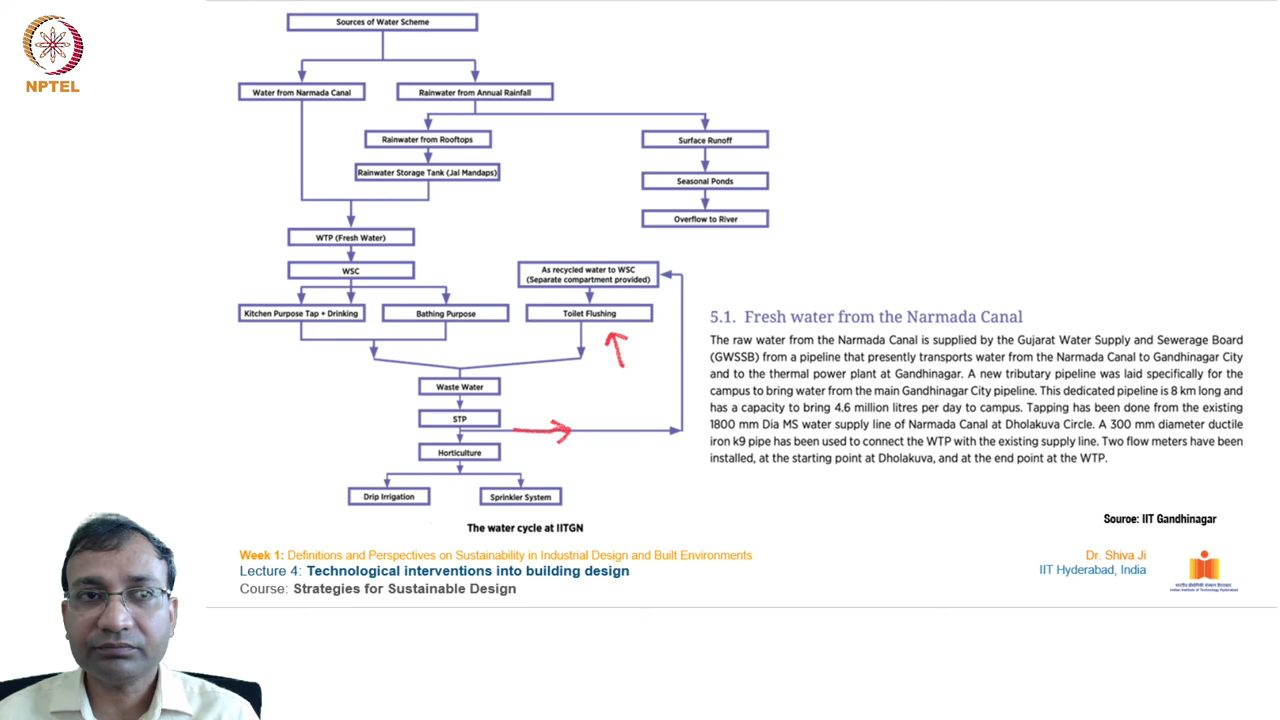 NPTEL
Sources of Water Scheme
Water from Narmada Canal
Rainwater from Annual Rainfall
Rainwater from Rooftops
Surface Runoff
Rainwater Storage Tank (Jal Mandaps)
Seasonal Ponds
Overflow to River
WTP (Fresh Water)
WSC
As recycled water to WSC
(Separate compartment provided)
Kitchen Purpose Tap + Drinking
Bathing Purpose
Toilet Flushing
Waste Water
STP
Horticulture
Drip Irrigation
Sprinkler System
The water cycle at IITGN
5.1. Fresh water from the Narmada Canal
The raw water from the Narmada Canal is supplied by the Gujarat Water Supply and Sewerage Board
(GWSSB) from a pipeline that presently transports water from the Narmada Canal to Gandhinagar City
and to the thermal power plant at Gandhinagar. A new tributary pipeline was laid specifically for the
campus to bring water from the main Gandhinagar City pipeline. This dedicated pipeline is 8 km long and
has a capacity to bring 4.6 million litres per day to campus. Tapping has been done from the existing
1800 mm Dia MS water supply line of Narmada Canal at Dholakuva Circle. A 300 mm diameter ductile
iron k9 pipe has been used to connect the WTP with the existing supply line. Two flow meters have been
installed, at the starting point at Dholakuva, and at the end point at the WTP.
Souroe: IIT Gandhinagar
Week 1: Definitions and Perspectives on Sustainability in Industrial Design and Built Environments
Lecture 4: Technological interventions into building design
Course: Strategies for Sustainable Design
Dr. Shiva Ji
IIT Hyderabad, India
Indian Institute of Technology Hyderabad